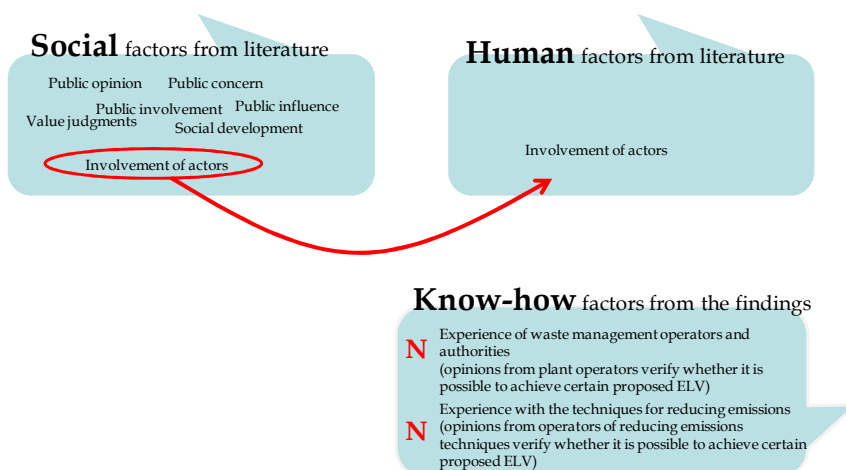 Social factors from literature
Public opinion Public concern
Public involvement Public influence
Value judgments
Social development
Involvement of actors
Human factors from literature
Involvement of actors
Know-how factors from the findings
N Experience of waste management operators and
authorities
(opinions from plant operators verify whether it is
possible to achieve certain proposed ELV)
N Experience with the techniques for reducing emissions
(opinions from operators of reducing emissions
techniques verify whether it is possible to achieve certain
proposed ELV)